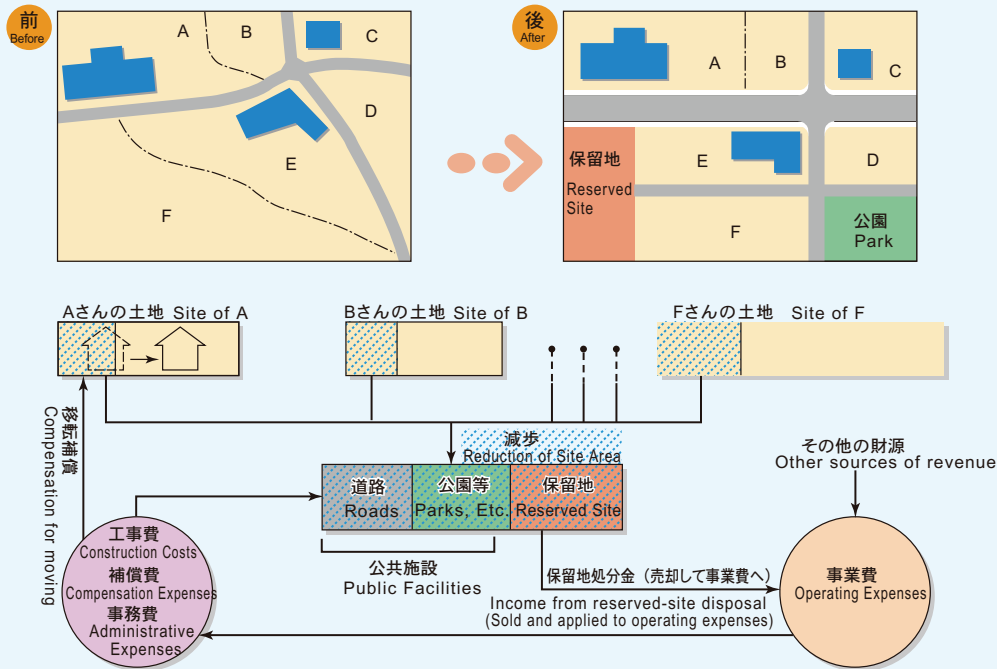 前
Before
A
B
C
D
E
F
後
After
A
B
C
保留地
Reserved
Site
E
D
F
公園
Park
Aさんの土地 Site of A
Bさんの土地 Site of B
Fさんの土地 Site of F
移転補償
Compensation for moving
減歩
Reduction of Site Area
道路
Roads
公園等
Parks, Etc.
保留地
Reserved Site
その他の財源
Other sources of revenue
工事費
Construction Costs
補償費
Compensation Expenses
事務費
Administrative
Expenses
公共施設
Public Facilities
保留地処分金（売却して事業費へ）
Income from reserved-site disposal
(Sold and applied to operating expenses)
事業費
Operating Expenses